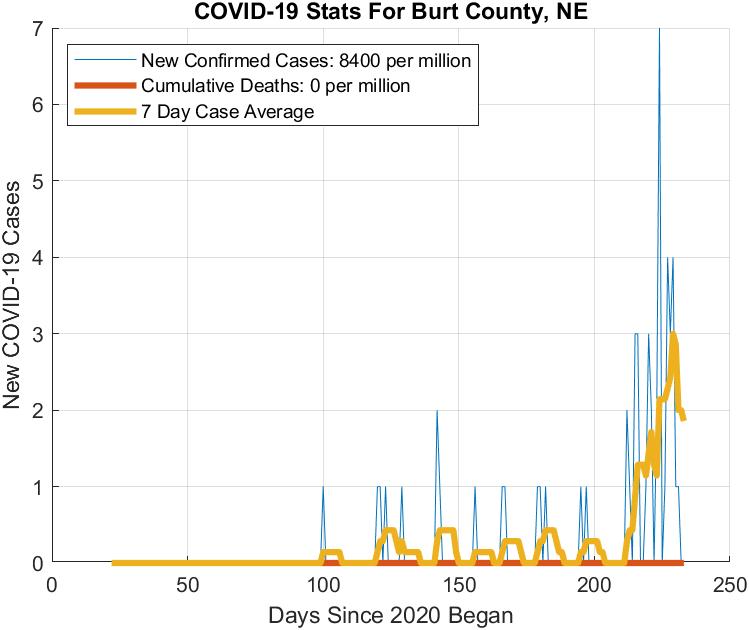 COVID-19 Stats For Burt County, NE
New Confirmed Cases: 8400 per million
Cumulative Deaths: 0 per million
7 Day Case Average
New COVID-19 Cases
7
6
5
4
3
2
1
0
0 50 100 150 200 250
Days Since 2020 Began